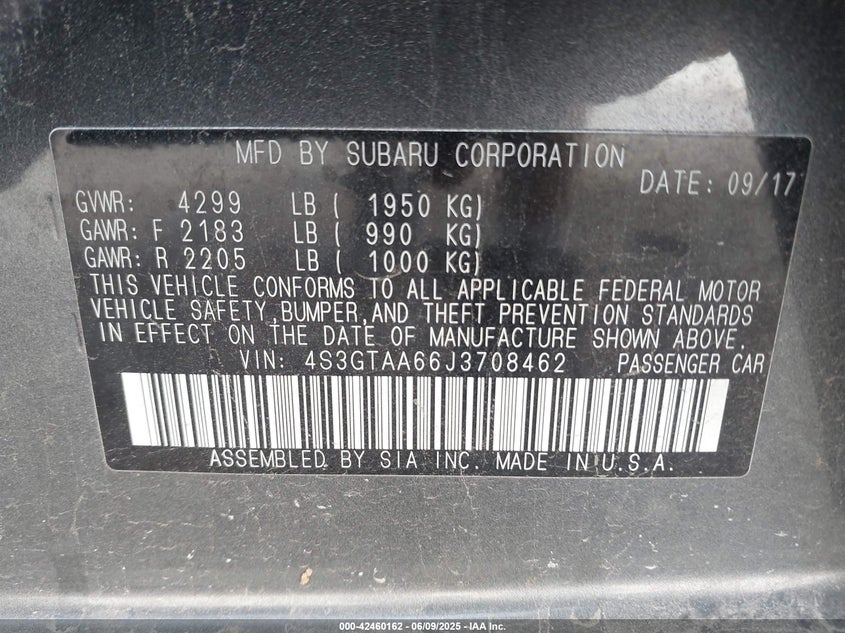 MFD BY SUBARU CORPORATION
DATE: 09/17
GVWR: 4299 LB ( 1950 KG)
GAWR: F 2183 LB ( 990 KG)
GAWR: R 2205 LB ( 1000 KG)
THIS VEHICLE CONFORMS TO ALL APPLICABLE FEDERAL MOTOR
VEHICLE SAFETY,BUMPER,AND THEFT PREVENTION STANDARDS
IN EFFECT ON THE DATE OF MANUFACTURE SHOWN ABOVE.
VIN: 4S3GTAA66J3708462 PASSENGER CAR
ASSEMBLED BY SIA INC. MADE IN U.S.A.
000-42460162 - 06/09/2025 - IAA Inc.